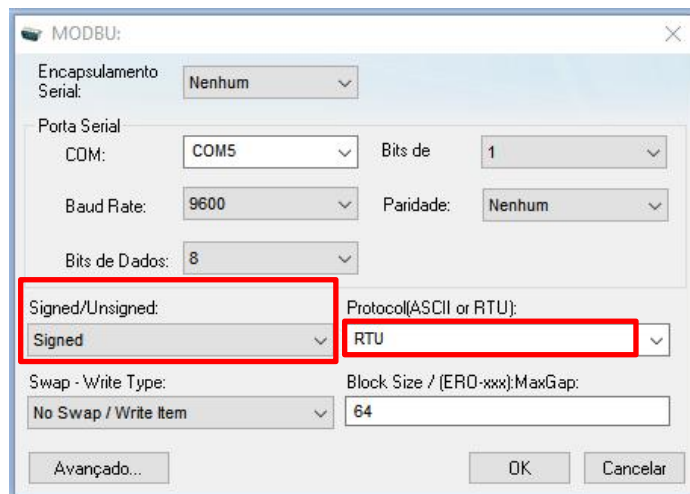 MODBU:
Encapsulamento
Serial:
Nenhum
Porta Serial
COM:
COM5
Bits de
1
Baud Rate:
9600
Paridade:
Nenhum
Bits de Dados:
8
Signed/Unsigned:
Protocol(ASCII or RTU):
Signed
RTU
Swap - Write Type:
Block Size / (ERO-xxx):MaxGap:
No Swap / Write Item
64
Avançado...
OK
Cancelar